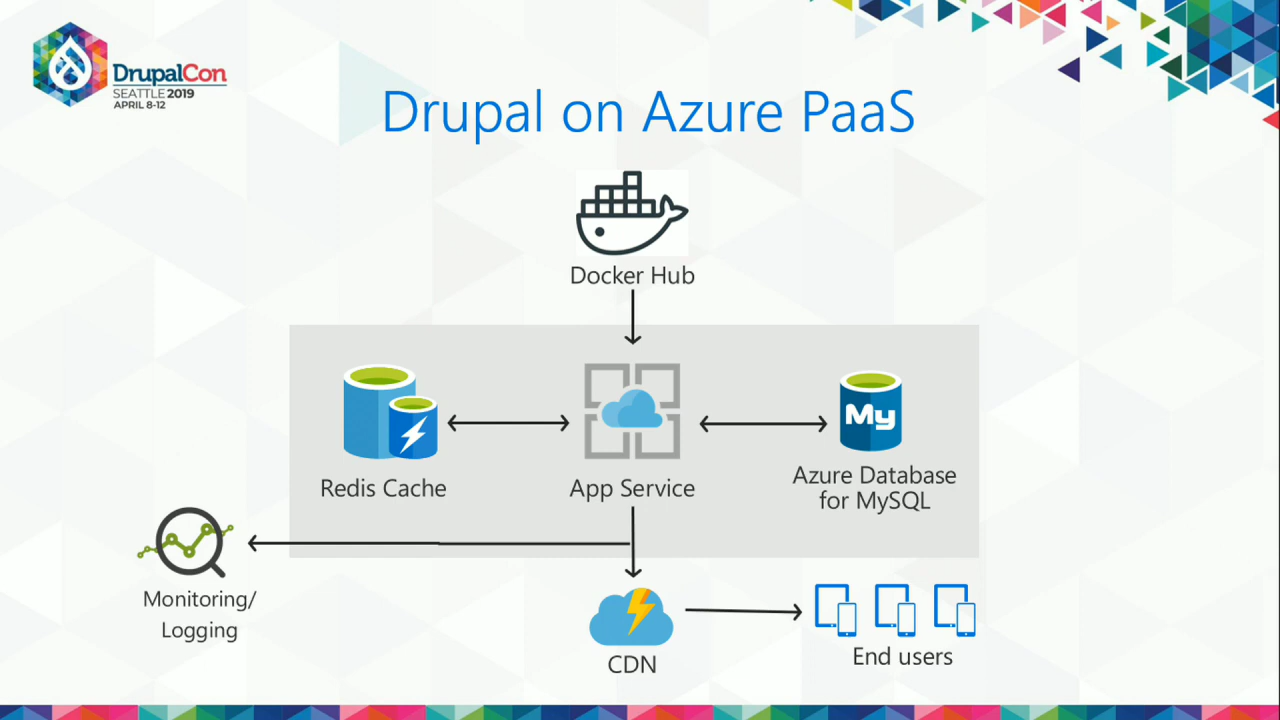 DrupalCon
SEATTLE 2019
APRIL 8-12
Drupal on Azure PaaS
Docker Hub
My
Redis Cache
App Service
Azure Database
for MySQL
Monitoring/
Logging
CDN
End users